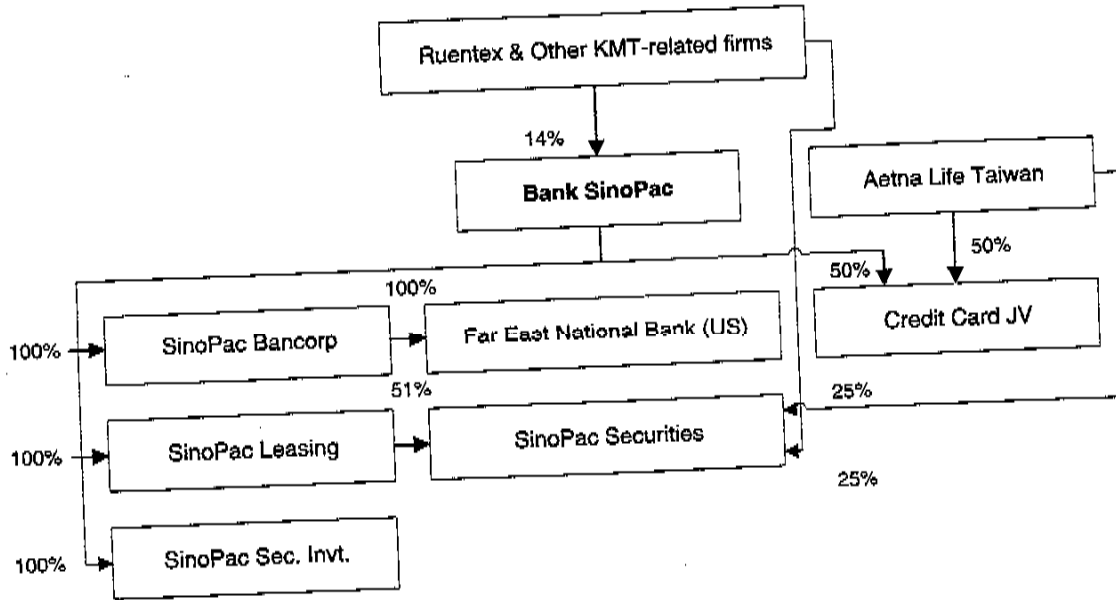 Ruentex & Other KMT-related firms
14%
Bank SinoPac
Aetna Life Taiwan
50%
50%
100%
Credit Card JV
100%
SinoPac Bancorp
Far East National Bank (US)
51%
25%
100%
SinoPac Leasing
SinoPac Securities
25%
100%
SinoPac Sec. Invt.